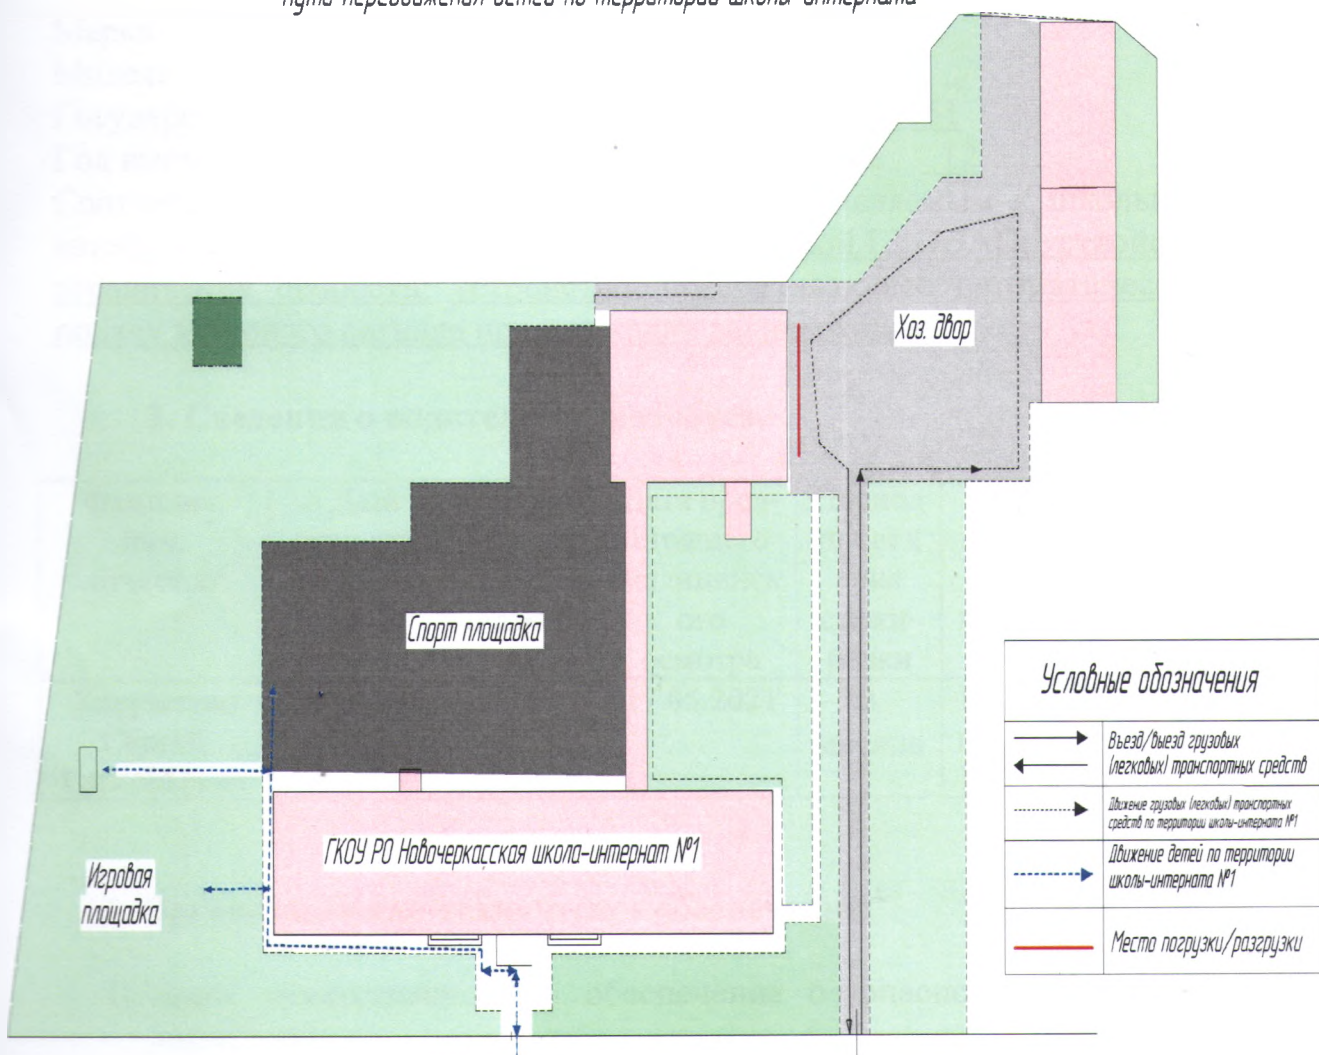 пути передвижения детей по территории школы-интерната
Хоз. двор
Спорт площадка
ГКОУ РО Новочеркасская школа-интернат №1
Игровая
площадка
Условные обозначения
Въезд/выезд грузовых
(легковых) транспортных средств
Движение грузовых (легковых) транспортных
средств по территории школы-интерната №1
Движение детей по территории
школы-интерната №1
Место погрузки/разгрузки